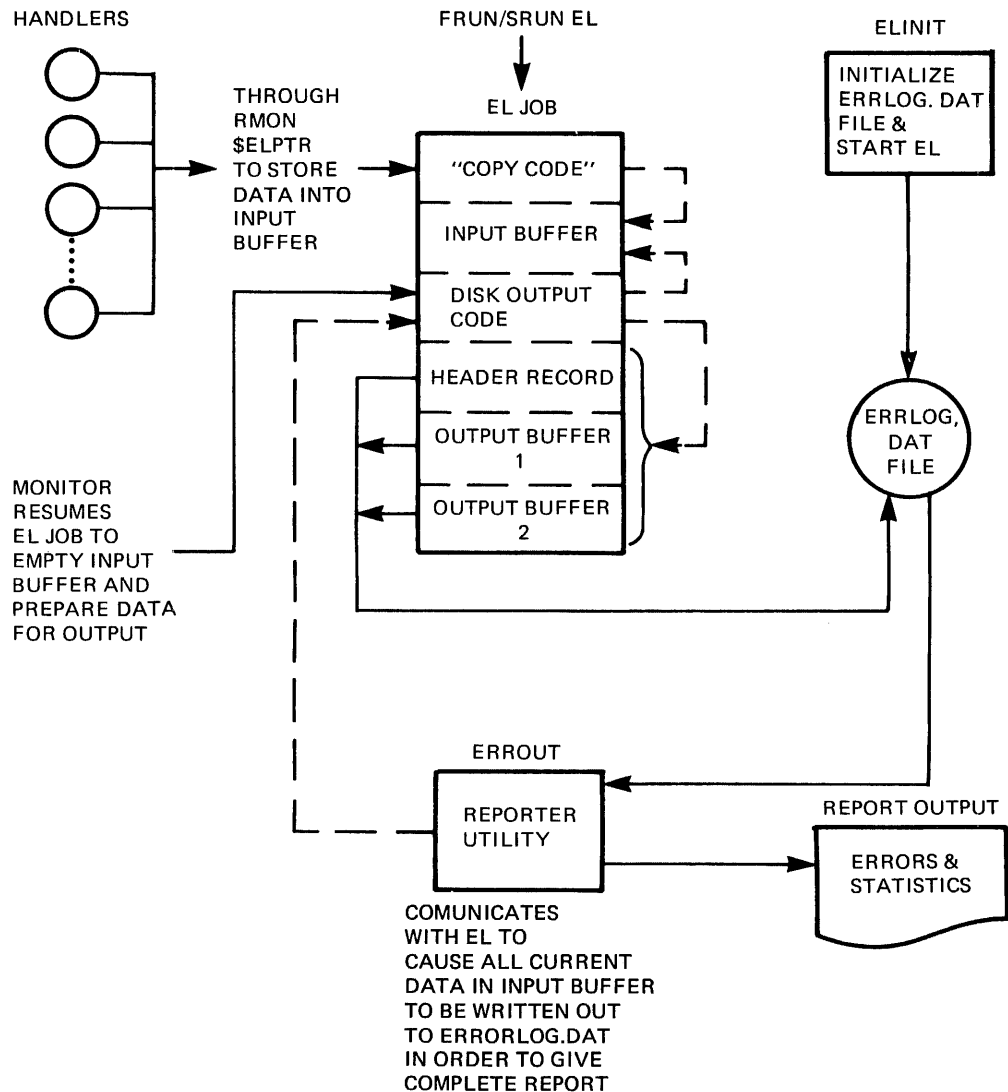 HANDLERS
FRUN/SRUN EL
EL JOB
ELINIT
INITIALIZE
ERRLOG. DAT
FILE &
START EL
THROUGH
RMON
$ELPTR
TO STORE
DATA INTO
INPUT
BUFFER
"COPY CODE"
INPUT BUFFER
DISK OUTPUT
CODE
HEADER RECORD
OUTPUT BUFFER
1
OUTPUT BUFFER
2
ERRLOG,
DAT
FILE
MONITOR
RESUMES
EL JOB TO
EMPTY INPUT
BUFFER AND
PREPARE DATA
FOR OUTPUT
ERROUT
REPORTER
UTILITY
REPORT OUTPUT
ERRORS &
STATISTICS
COMUNICATES
WITH EL TO
CAUSE ALL CURRENT
DATA IN INPUT BUFFER
TO BE WRITTEN OUT
TO ERRORLOG.DAT
IN ORDER TO GIVE
COMPLETE REPORT